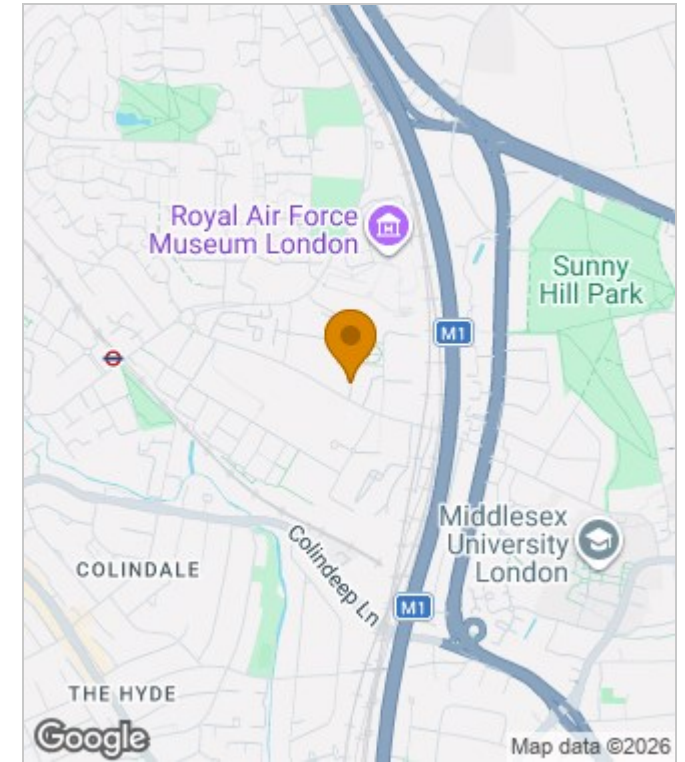 Royal Air Force
Museum London
Sunny
Hill Park
M1
Middlesex
University
London
Colindeep Ln
COLINDALE
M1
THE HYDE
Google
Map data ©2026